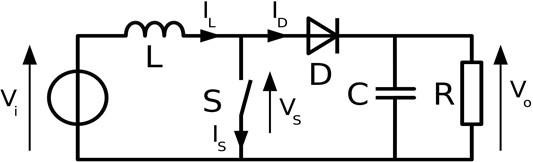 I_L I_D
L D
V_i S V_S C R V_o
I_S